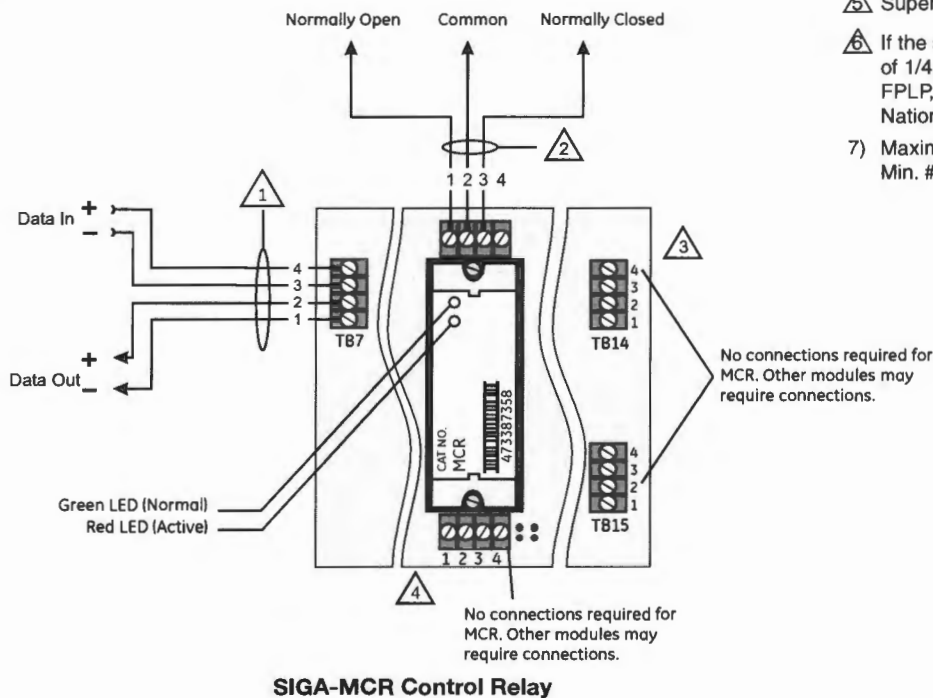 Normally Open
Common
Normally Closed
5 Super
6 If the
of 1/4
FPLP,
Nation
7) Maxin
Min. #
2
1 2 3 4
1
3
Data In + −
4
3
2
1
TB7
Data Out + −
4
3
2
1
TB14
CAT NO.
MCR
473387358
No connections required for
MCR. Other modules may
require connections.
4
3
2
1
TB15
Green LED (Normal)
Red LED (Active)
1 2 3 4
4
No connections required for
MCR. Other modules may
require connections.
SIGA-MCR Control Relay